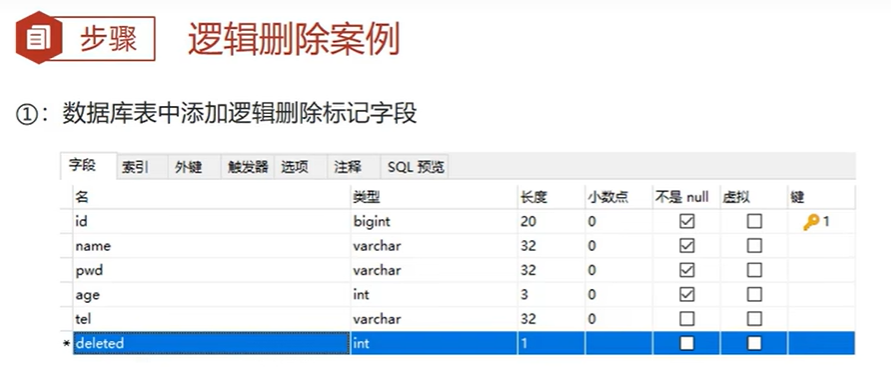 步骤 逻辑删除案例
①：数据库表中添加逻辑删除标记字段
字段 索引 外键 触发器 选项 注释 SQL 预览
名 类型 长度 小数点 不是 null 虚拟 键
id bigint 20 0 1
name varchar 32 0
pwd varchar 32 0
age int 3 0
tel varchar 32 0
* deleted int 1